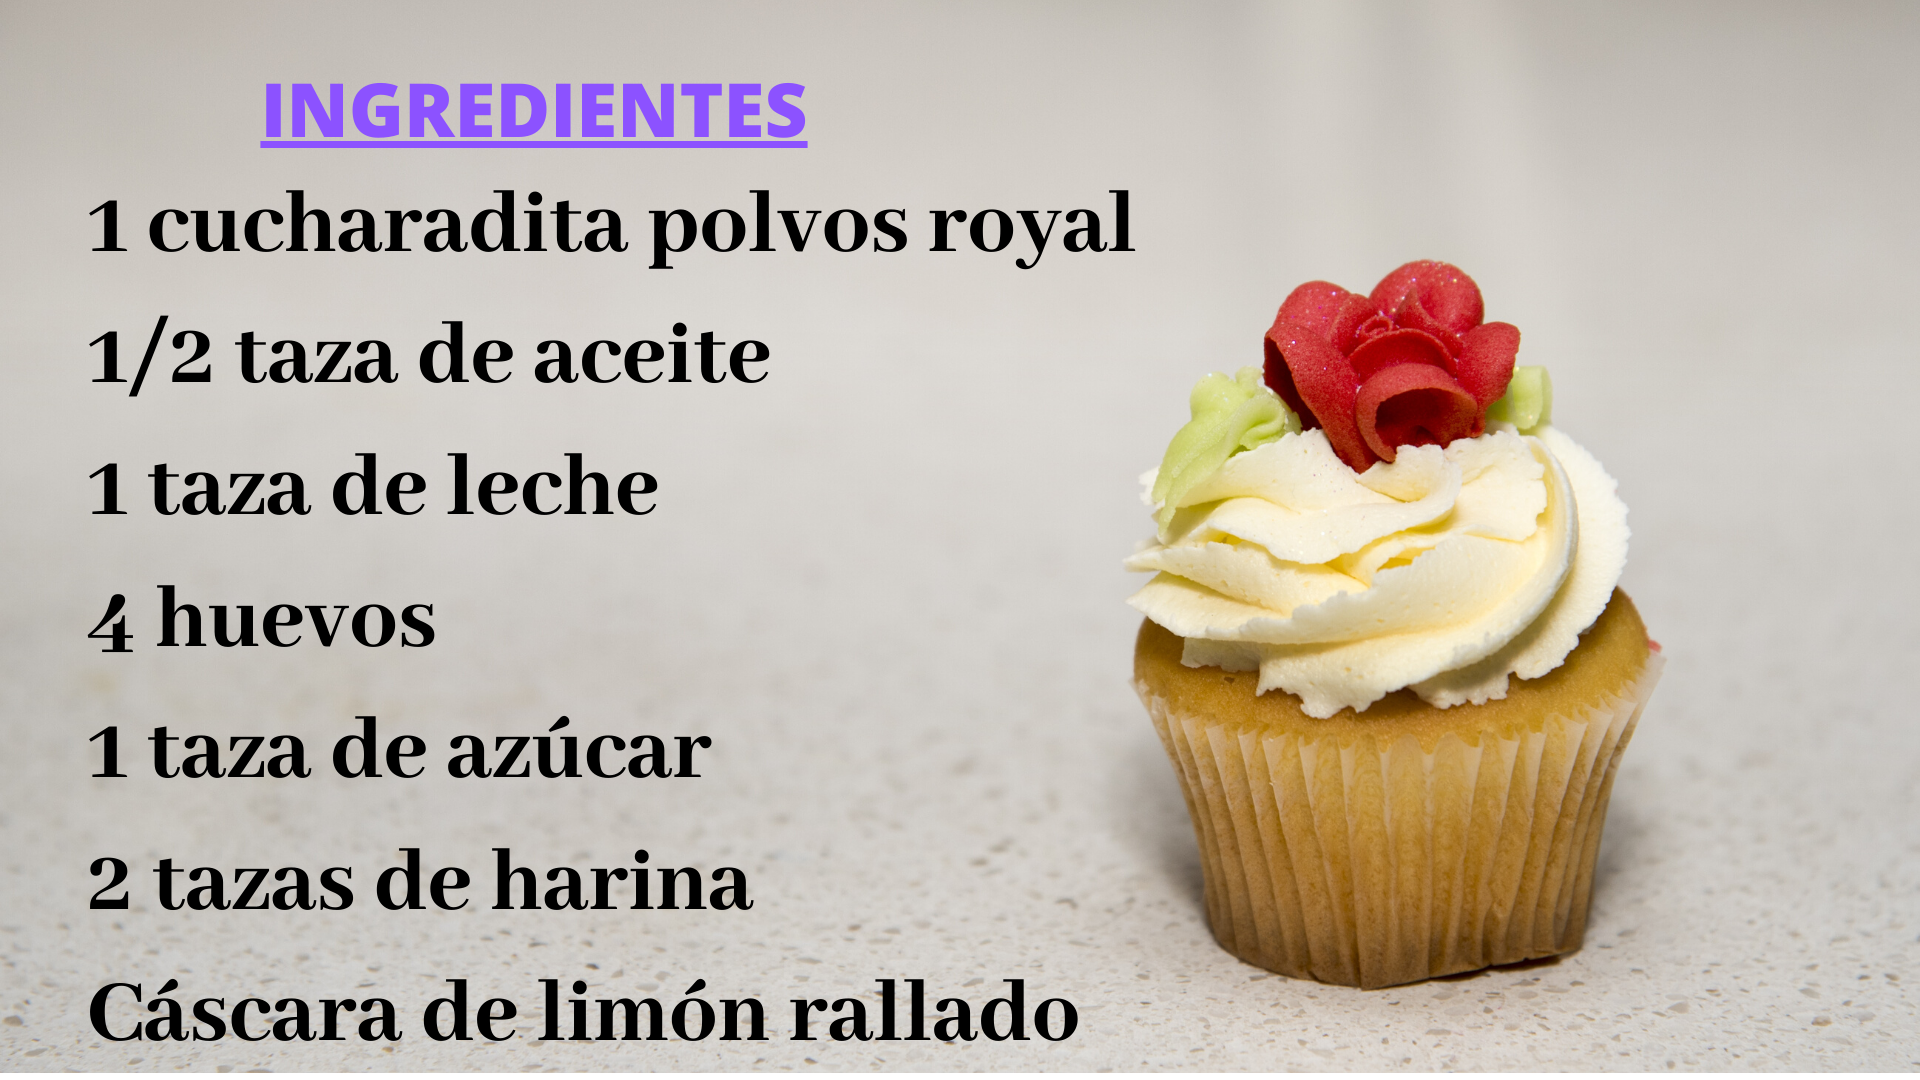 INGREDIENTES
1 cucharadita polvos royal
1/2 taza de aceite
1 taza de leche
4 huevos
1 taza de azúcar
2 tazas de harina
Cáscara de limón rallado